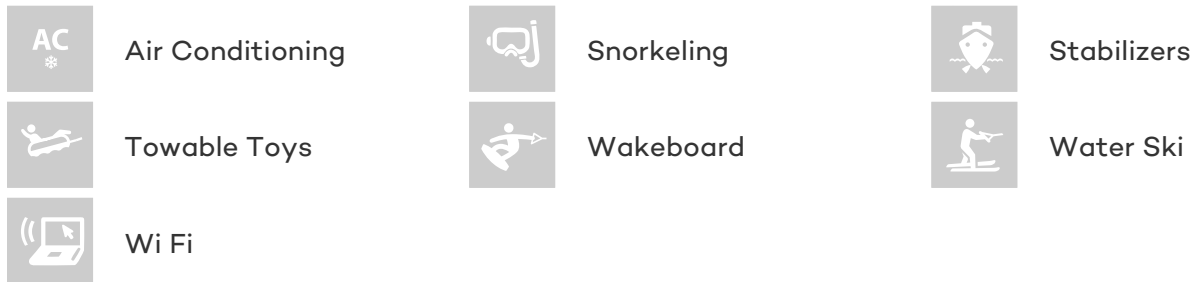 AC
Air Conditioning
Snorkeling
Stabilizers
Towable Toys
Wakeboard
Water Ski
Wi Fi